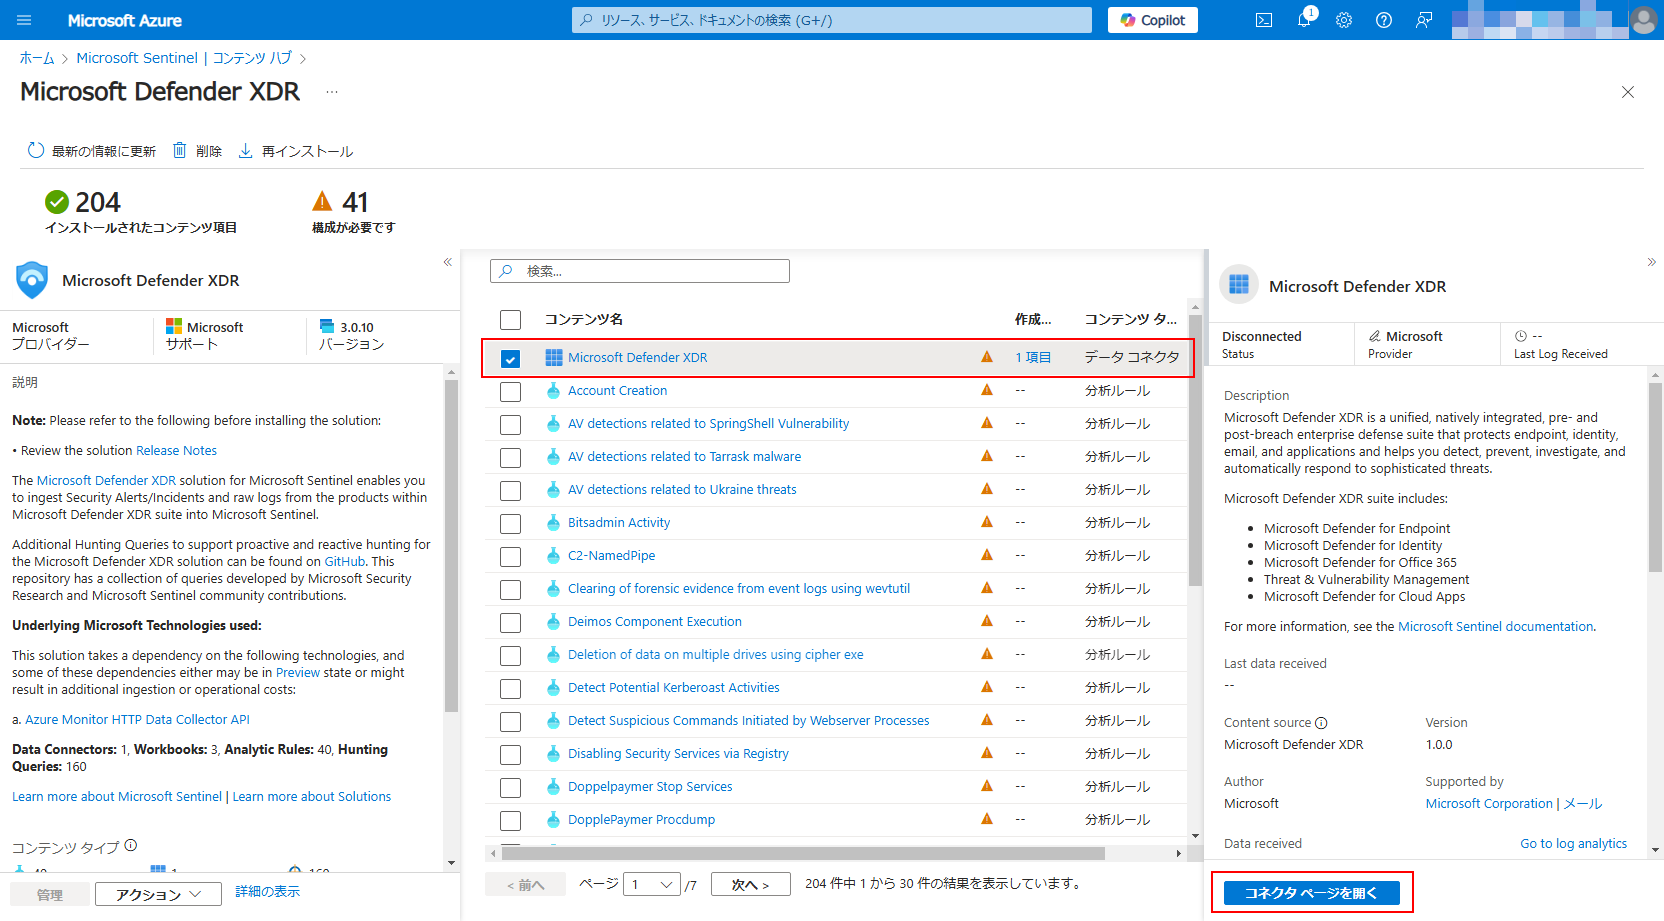 Microsoft Azure
リソース、サービス、ドキュメントの検索 (G+/)
Copilot
1
ホーム > Microsoft Sentinel | コンテンツ ハブ >
Microsoft Defender XDR ...
最新の情報に更新 削除 再インストール
204
インストールされたコンテンツ項目
41
構成が必要です
Microsoft Defender XDR
Microsoft
プロバイダー
Microsoft
サポート
3.0.10
バージョン
説明
Note: Please refer to the following before installing the solution:
• Review the solution Release Notes
The Microsoft Defender XDR solution for Microsoft Sentinel enables you
to ingest Security Alerts/Incidents and raw logs from the products within
Microsoft Defender XDR suite into Microsoft Sentinel.
Additional Hunting Queries to support proactive and reactive hunting for
the Microsoft Defender XDR solution can be found on GitHub. This
repository has a collection of queries developed by Microsoft Security
Research and Microsoft Sentinel community contributions.
Underlying Microsoft Technologies used:
This solution takes a dependency on the following technologies, and
some of these dependencies either may be in Preview state or might
result in additional ingestion or operational costs:
a. Azure Monitor HTTP Data Collector API
Data Connectors: 1, Workbooks: 3, Analytic Rules: 40, Hunting
Queries: 160
Learn more about Microsoft Sentinel | Learn more about Solutions
コンテンツ タイプ
40 1 160
管理 アクション 詳細の表示
検索...
コンテンツ名 作成... コンテンツ タ...
Microsoft Defender XDR 1 項目 データ コネクタ
Account Creation -- 分析ルール
AV detections related to SpringShell Vulnerability -- 分析ルール
AV detections related to Tarrask malware -- 分析ルール
AV detections related to Ukraine threats -- 分析ルール
Bitsadmin Activity -- 分析ルール
C2-NamedPipe -- 分析ルール
Clearing of forensic evidence from event logs using wevtutil -- 分析ルール
Deimos Component Execution -- 分析ルール
Deletion of data on multiple drives using cipher exe -- 分析ルール
Detect Potential Kerberoast Activities -- 分析ルール
Detect Suspicious Commands Initiated by Webserver Processes -- 分析ルール
Disabling Security Services via Registry -- 分析ルール
Doppelpaymer Stop Services -- 分析ルール
DopplePaymer Procdump -- 分析ルール
< 前へ ページ 1 /7 次へ > 204 件中 1 から 30 件の結果を表示しています。
Microsoft Defender XDR
Disconnected
Status
Microsoft
Provider
--
Last Log Received
Description
Microsoft Defender XDR is a unified, natively integrated, pre- and
post-breach enterprise defense suite that protects endpoint, identity,
email, and applications and helps you detect, prevent, investigate, and
automatically respond to sophisticated threats.
Microsoft Defender XDR suite includes:
• Microsoft Defender for Endpoint
• Microsoft Defender for Identity
• Microsoft Defender for Office 365
• Threat & Vulnerability Management
• Microsoft Defender for Cloud Apps
For more information, see the Microsoft Sentinel documentation.
Last data received
--
Content source Version
Microsoft Defender XDR 1.0.0
Author Supported by
Microsoft Microsoft Corporation | メール
Data received Go to log analytics
コネクタ ページを開く